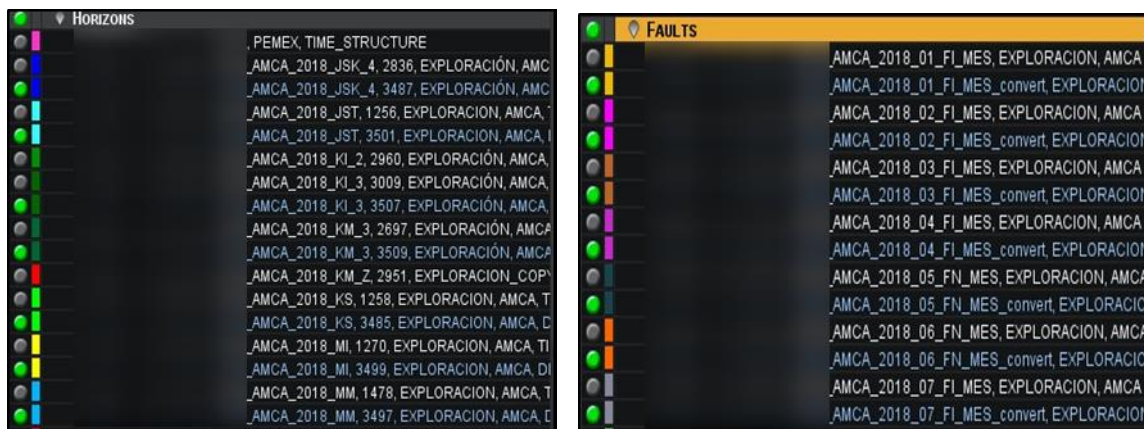 HORIZONS
, PEMEX, TIME_STRUCTURE
_AMCA_2018_JSK_4, 2836, EXPLORACIÓN, AMC
_AMCA_2018_JSK_4, 3487, EXPLORACIÓN, AMC
_AMCA_2018_JST, 1256, EXPLORACION, AMCA,
_AMCA_2018_JST, 3501, EXPLORACION, AMCA,
_AMCA_2018_KI_2, 2960, EXPLORACIÓN, AMCA,
_AMCA_2018_KI_3, 3009, EXPLORACIÓN, AMCA,
_AMCA_2018_KI_3, 3507, EXPLORACIÓN, AMCA,
_AMCA_2018_KM_3, 2697, EXPLORACIÓN, AMCA
_AMCA_2018_KM_3, 3509, EXPLORACIÓN, AMCA
_AMCA_2018_KM_Z, 2951, EXPLORACION_COPY
_AMCA_2018_KS, 1258, EXPLORACION, AMCA, T
_AMCA_2018_KS, 3485, EXPLORACION, AMCA, D
_AMCA_2018_MI, 1270, EXPLORACION, AMCA, TI
_AMCA_2018_MI, 3499, EXPLORACION, AMCA, DI
_AMCA_2018_MM, 1478, EXPLORACION, AMCA, T
_AMCA_2018_MM, 3497, EXPLORACION, AMCA, D
FAULTS
_AMCA_2018_01_FI_MES, EXPLORACION, AMCA
_AMCA_2018_01_FI_MES_convert, EXPLORACION
_AMCA_2018_02_FI_MES, EXPLORACION, AMCA
_AMCA_2018_02_FI_MES_convert, EXPLORACION
_AMCA_2018_03_FI_MES, EXPLORACION, AMCA
_AMCA_2018_03_FI_MES_convert, EXPLORACION
_AMCA_2018_04_FI_MES, EXPLORACION, AMCA
_AMCA_2018_04_FI_MES_convert, EXPLORACION
_AMCA_2018_05_FN_MES, EXPLORACION, AMCA
_AMCA_2018_05_FN_MES_convert, EXPLORACIO
_AMCA_2018_06_FN_MES, EXPLORACION, AMCA
_AMCA_2018_06_FN_MES_convert, EXPLORACIO
_AMCA_2018_07_FI_MES, EXPLORACION, AMCA
_AMCA_2018_07_FI_MES_convert, EXPLORACION